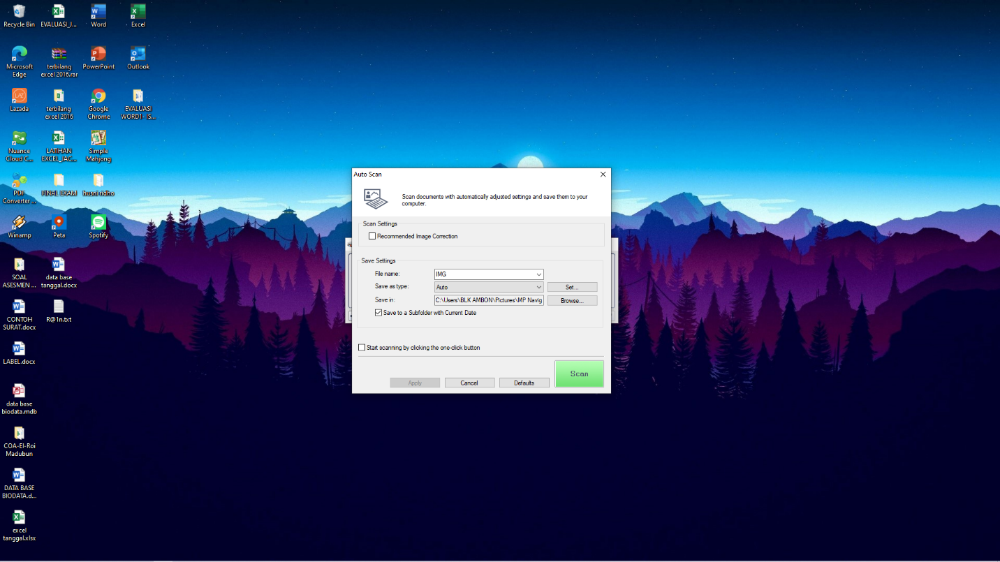 Recycle Bin
EVALUASI_J...
Word
Excel
Microsoft
Edge
terbilang
excel 2016.rar
PowerPoint
Outlook
Lazada
terbilang
excel 2016
Google
Chrome
EVALUASI
WORD1- IS...
Nuance
Cloud C...
LATIHAN
EXCEL_JAC...
Simple
Mahjong
PDF
Converter ...
FINAL EXAM
husni ridho
Winamp
Peta
Spotify
SOAL
ASESMEN ...
data base
tanggal.docx
CONTOH
SURAT.docx
R@1n.txt
LABEL.docx
data base
biodata.mdb
COA-El-Roi
Madubun
DATA BASE
BIODATA.d...
excel
tanggal.xlsx
Auto Scan
Scan documents with automatically adjusted settings and save them to your
computer.
Scan Settings
Recommended Image Correction
Save Settings
File name:
IMG
Save as type:
Auto
Set...
Save in:
C:\Users\BLK AMBON\Pictures\MP Navig
Browse...
Save to a Subfolder with Current Date
Start scanning by clicking the one-click button
Apply
Cancel
Defaults
Scan